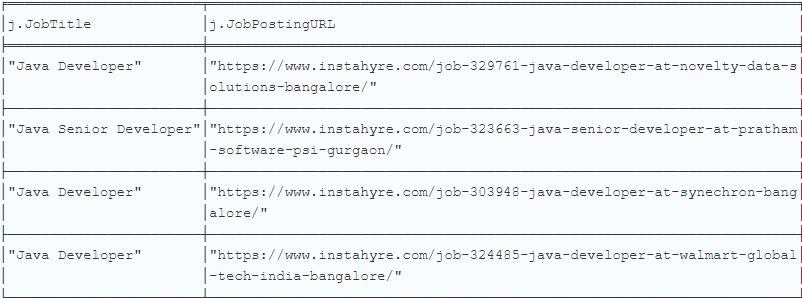 j.JobTitle j.JobPostingURL
"Java Developer" "https://www.instahyre.com/job-329761-java-developer-at-novelty-data-s
olutions-bangalore/"
"Java Senior Developer" "https://www.instahyre.com/job-323663-java-senior-developer-at-pratham
-software-psi-gurgaon/"
"Java Developer" "https://www.instahyre.com/job-303948-java-developer-at-synechron-bang
alore/"
"Java Developer" "https://www.instahyre.com/job-324485-java-developer-at-walmart-global
-tech-india-bangalore/"